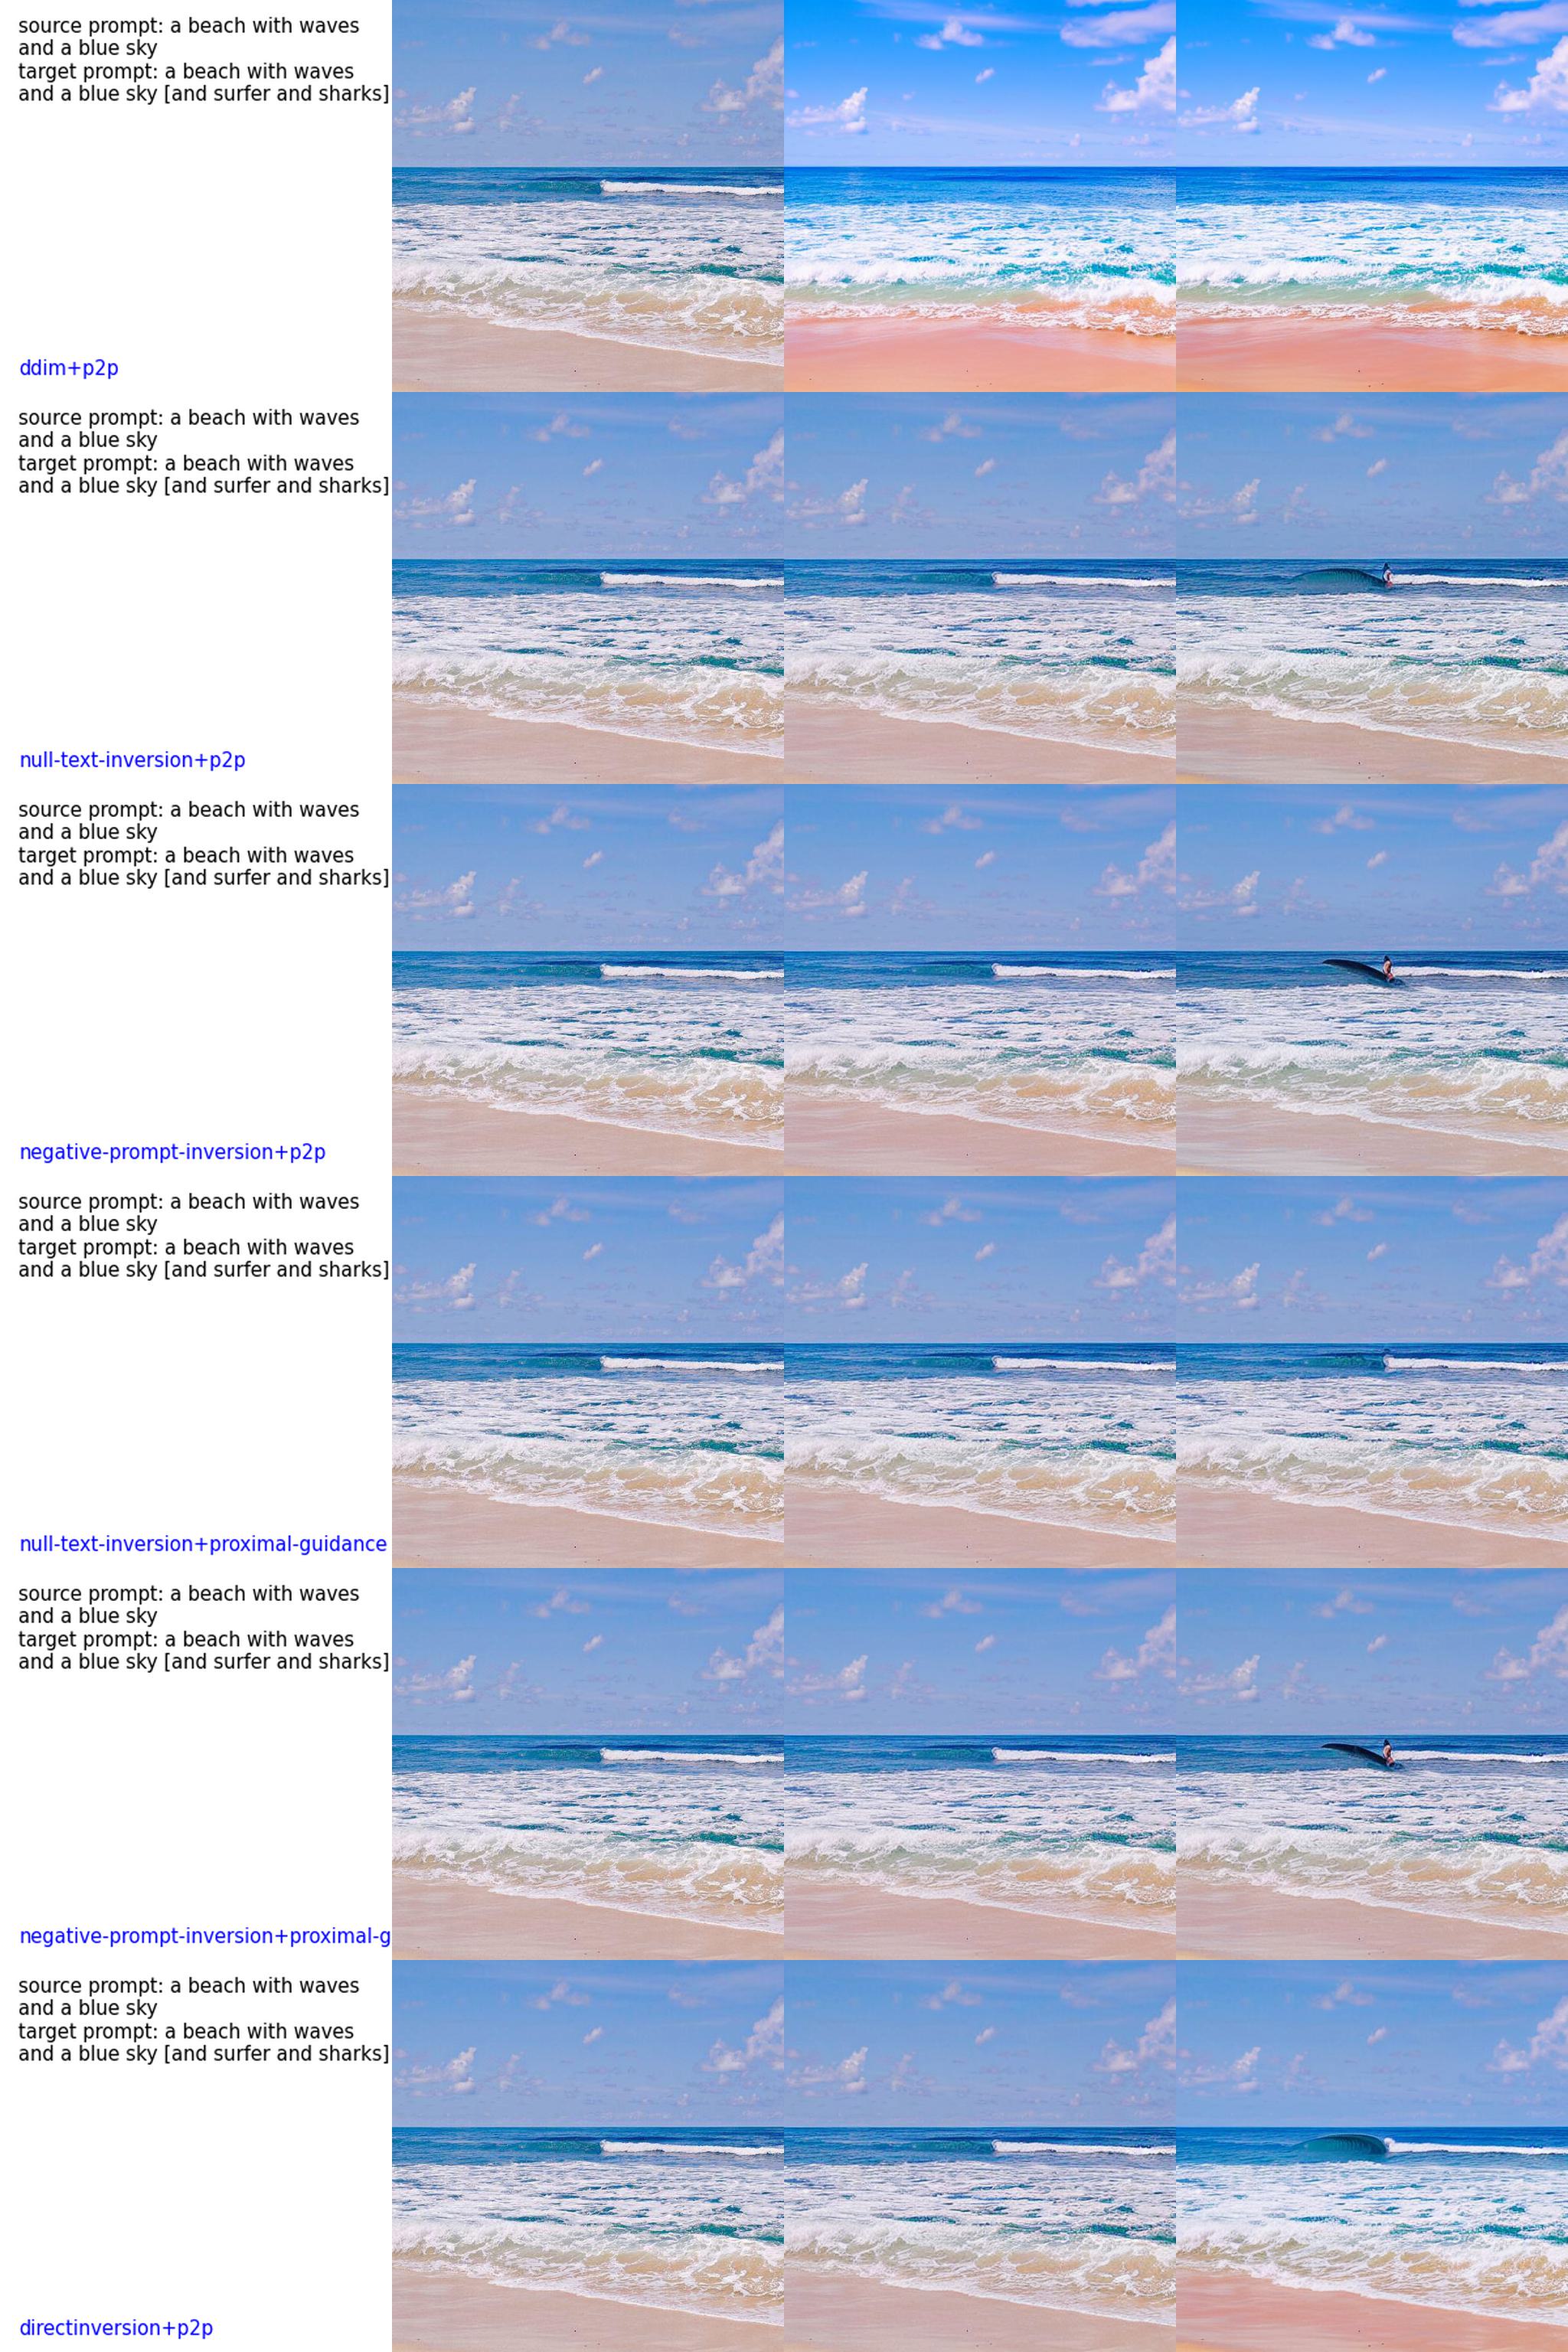 source prompt: a beach with waves
and a blue sky
target prompt: a beach with waves
and a blue sky [and surfer and sharks]
ddim+p2p
source prompt: a beach with waves
and a blue sky
target prompt: a beach with waves
and a blue sky [and surfer and sharks]
null-text-inversion+p2p
source prompt: a beach with waves
and a blue sky
target prompt: a beach with waves
and a blue sky [and surfer and sharks]
negative-prompt-inversion+p2p
source prompt: a beach with waves
and a blue sky
target prompt: a beach with waves
and a blue sky [and surfer and sharks]
null-text-inversion+proximal-guidance
source prompt: a beach with waves
and a blue sky
target prompt: a beach with waves
and a blue sky [and surfer and sharks]
negative-prompt-inversion+proximal-g
source prompt: a beach with waves
and a blue sky
target prompt: a beach with waves
and a blue sky [and surfer and sharks]
directinversion+p2p